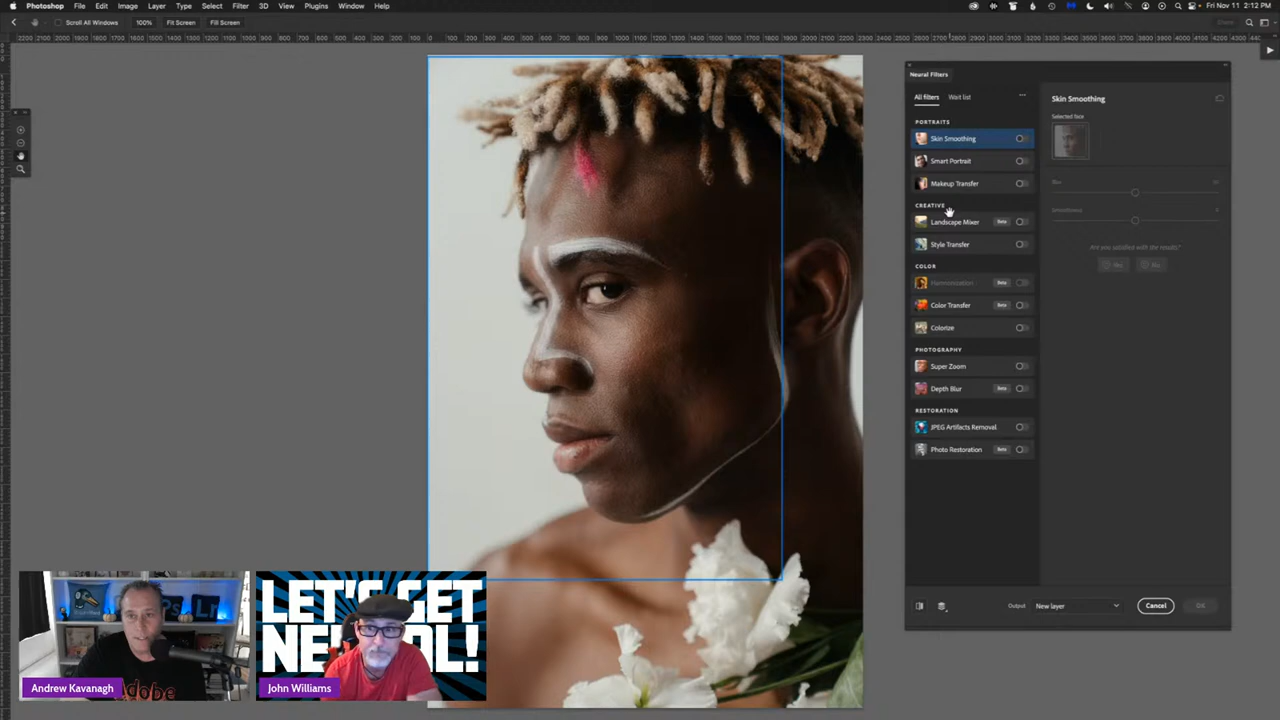 Photoshop File Edit Image Layer Type Select Filter 3D View Plugins Window Help
Fri Nov 11 2:12 PM
Scroll All Windows 100% Fit Screen Fill Screen
Neural Filters
All filters Wait list
PORTRAITS
Skin Smoothing
Smart Portrait
Makeup Transfer
CREATIVE
Landscape Mixer Beta
Style Transfer
COLOR
Harmonization Beta
Color Transfer Beta
Colorize
PHOTOGRAPHY
Super Zoom
Depth Blur Beta
RESTORATION
JPEG Artifacts Removal
Photo Restoration Beta
Skin Smoothing
Selected face
Blur
Smoothness
Are you satisfied with the results?
Yes No
Output New layer Cancel OK
Adobe
Ps Lr
Andrew Kavanagh
LET'S GET
John Williams